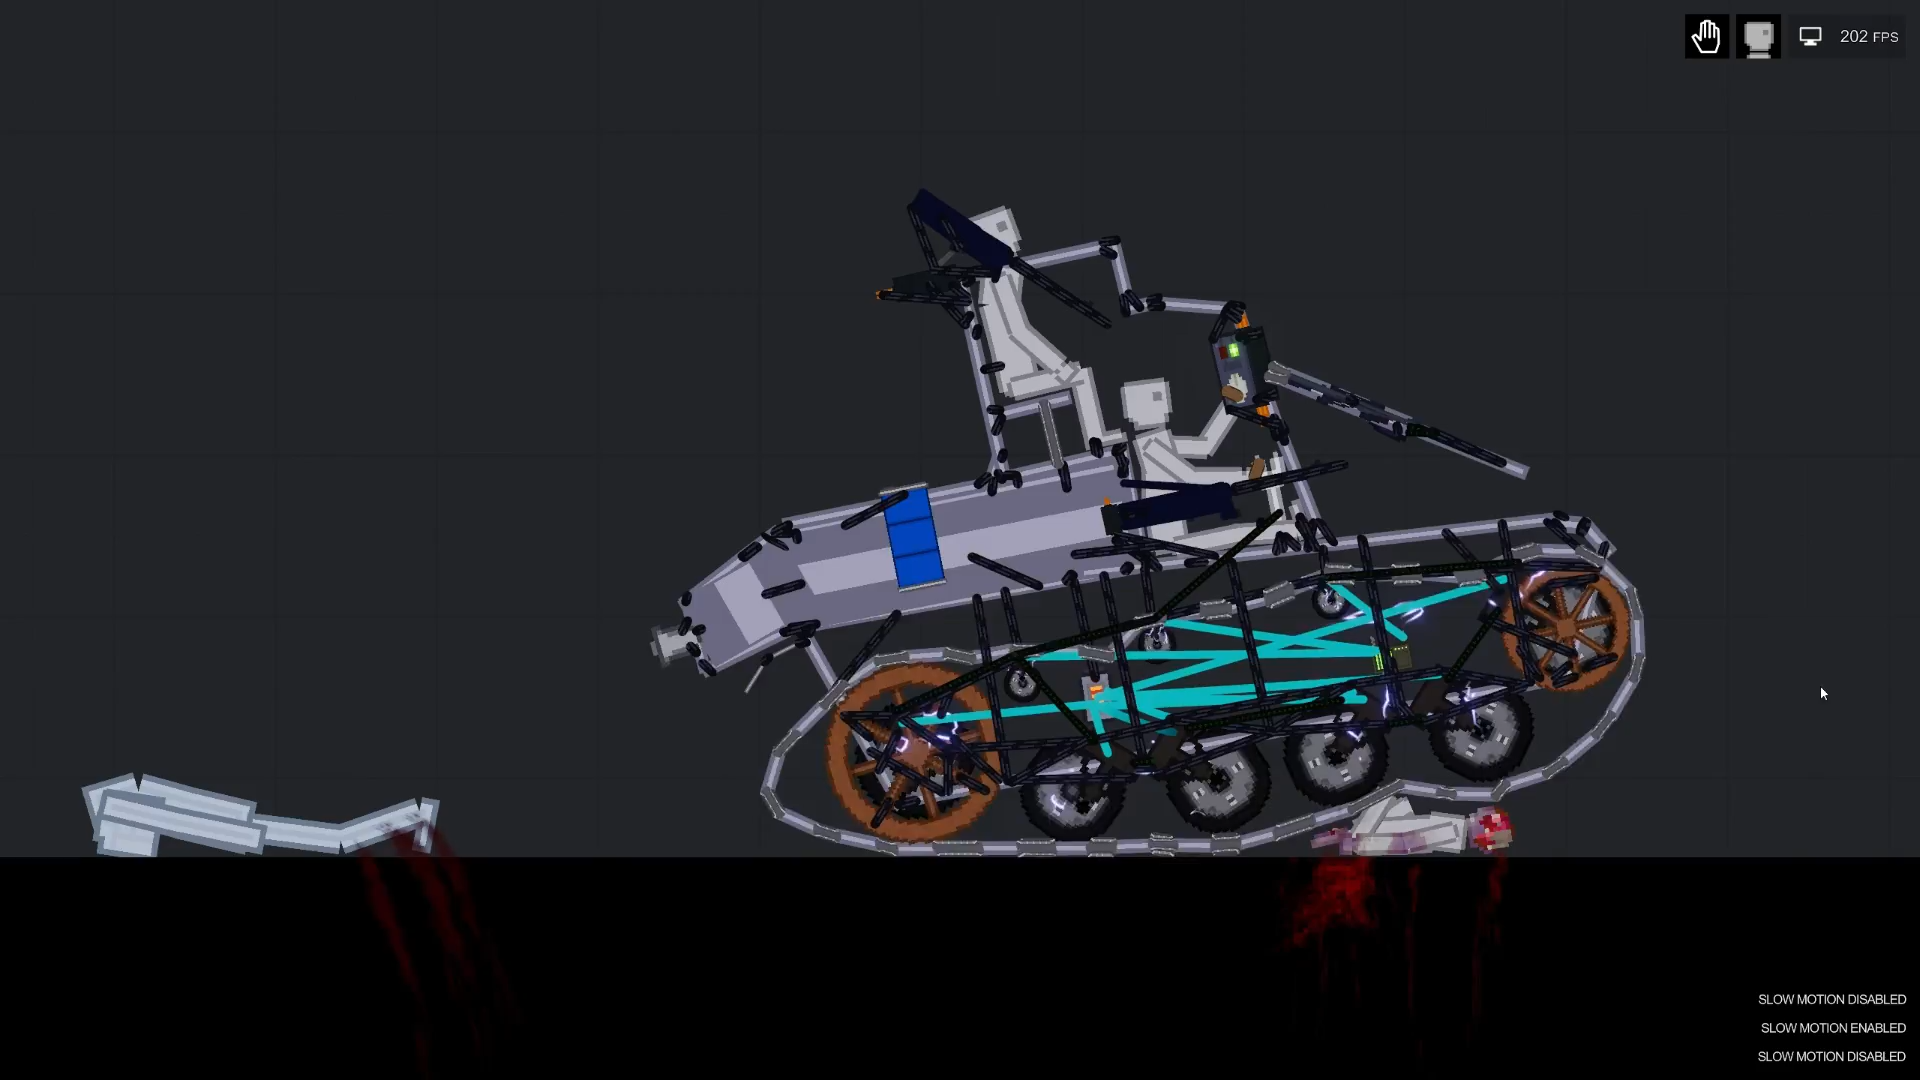 202 FPS
SLOW MOTION DISABLED
SLOW MOTION ENABLED
SLOW MOTION DISABLED